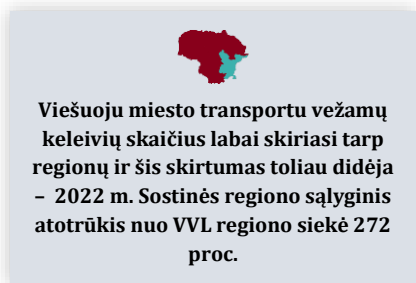 Viešuoju miesto transportu vežamų
keleivių skaičius labai skiriasi tarp
regionų ir šis skirtumas toliau didėja
– 2022 m. Sostinės regiono sąlyginis
atotrūkis nuo VVL regiono siekė 272
proc.